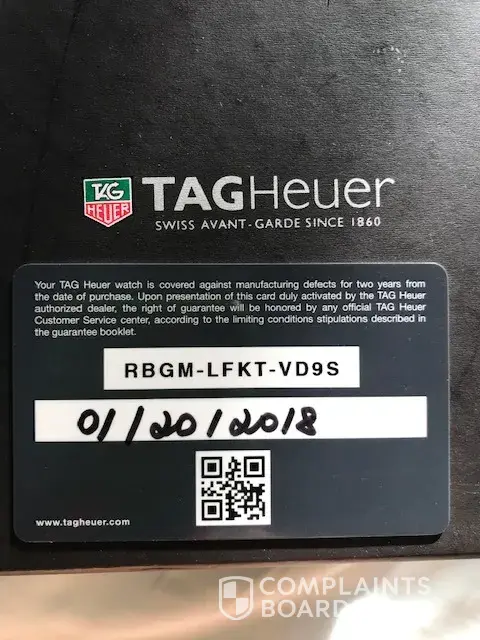 TAG
HEUER
TAGHeuer
SWISS AVANT-GARDE SINCE 1860
Your TAG Heuer watch is covered against manufacturing defects for two years from
the date of purchase. Upon presentation of this card duly activated by the TAG Heuer
authorized dealer, the right of guarantee will be honored by any official TAG Heuer
Customer Service center, according to the limiting conditions stipulations described in
the guarantee booklet.
RBGM-LFKT-VD9S
01/20/2018
www.tagheuer.com
COMPLAINTS
BOARD